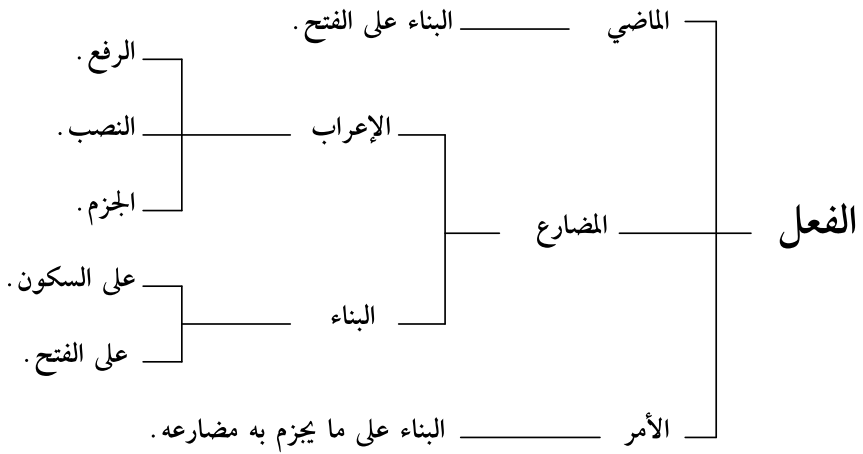 الفعل
الماضي
البناء على الفتح.
المضارع
الإعراب
الرفع.
النصب.
الجزم.
البناء
على السكون.
على الفتح.
الأمر
البناء على ما يجزم به مضارعه.